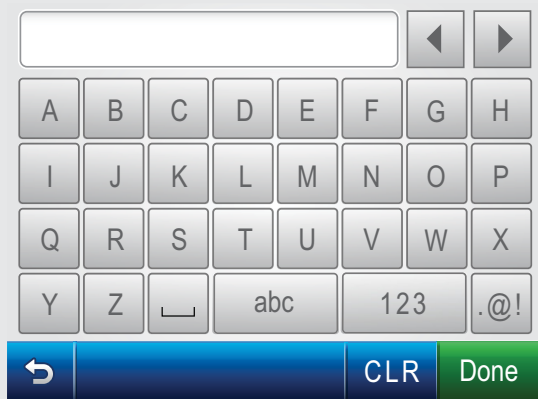 A B C D E F G H
I J K L M N O P
Q R S T U V W X
Y Z abc 123 .@!
CLR Done